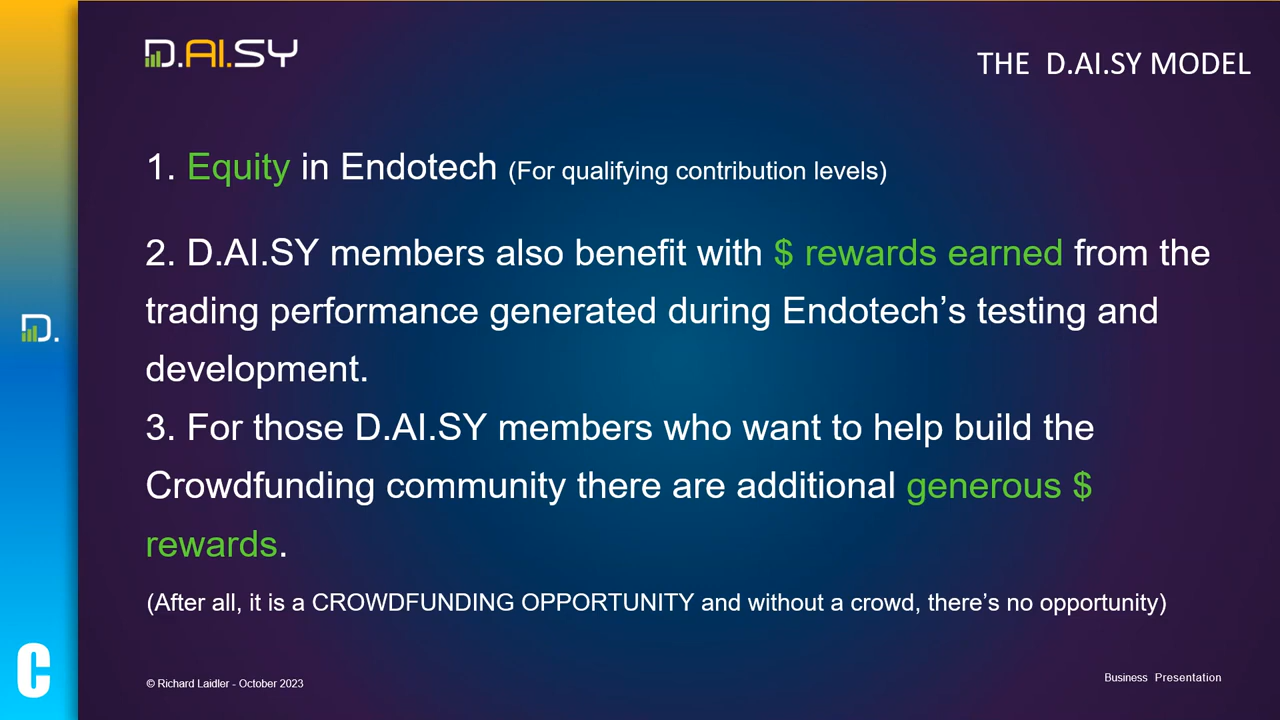 D.AI.SY
THE D.AI.SY MODEL
1. Equity in Endotech (For qualifying contribution levels)
2. D.AI.SY members also benefit with $ rewards earned from the
trading performance generated during Endotech’s testing and
development.
3. For those D.AI.SY members who want to help build the
Crowdfunding community there are additional generous $
rewards.
(After all, it is a CROWDFUNDING OPPORTUNITY and without a crowd, there’s no opportunity)
D.
C
© Richard Laidler - October 2023
Business Presentation